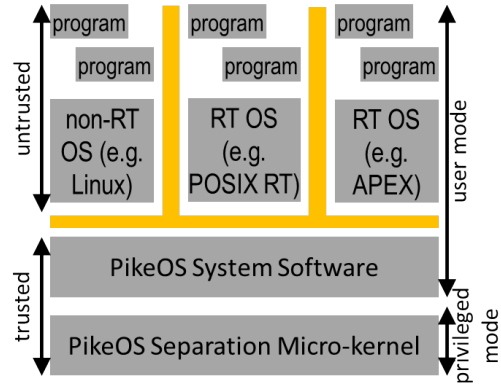 program
program
program
program
program
program
non-RT
OS (e.g.
Linux)
RT OS
(e.g.
POSIX RT)
RT OS
(e.g.
APEX)
PikeOS System Software
PikeOS Separation Micro-kernel
untrusted
trusted
user mode
privileged
mode